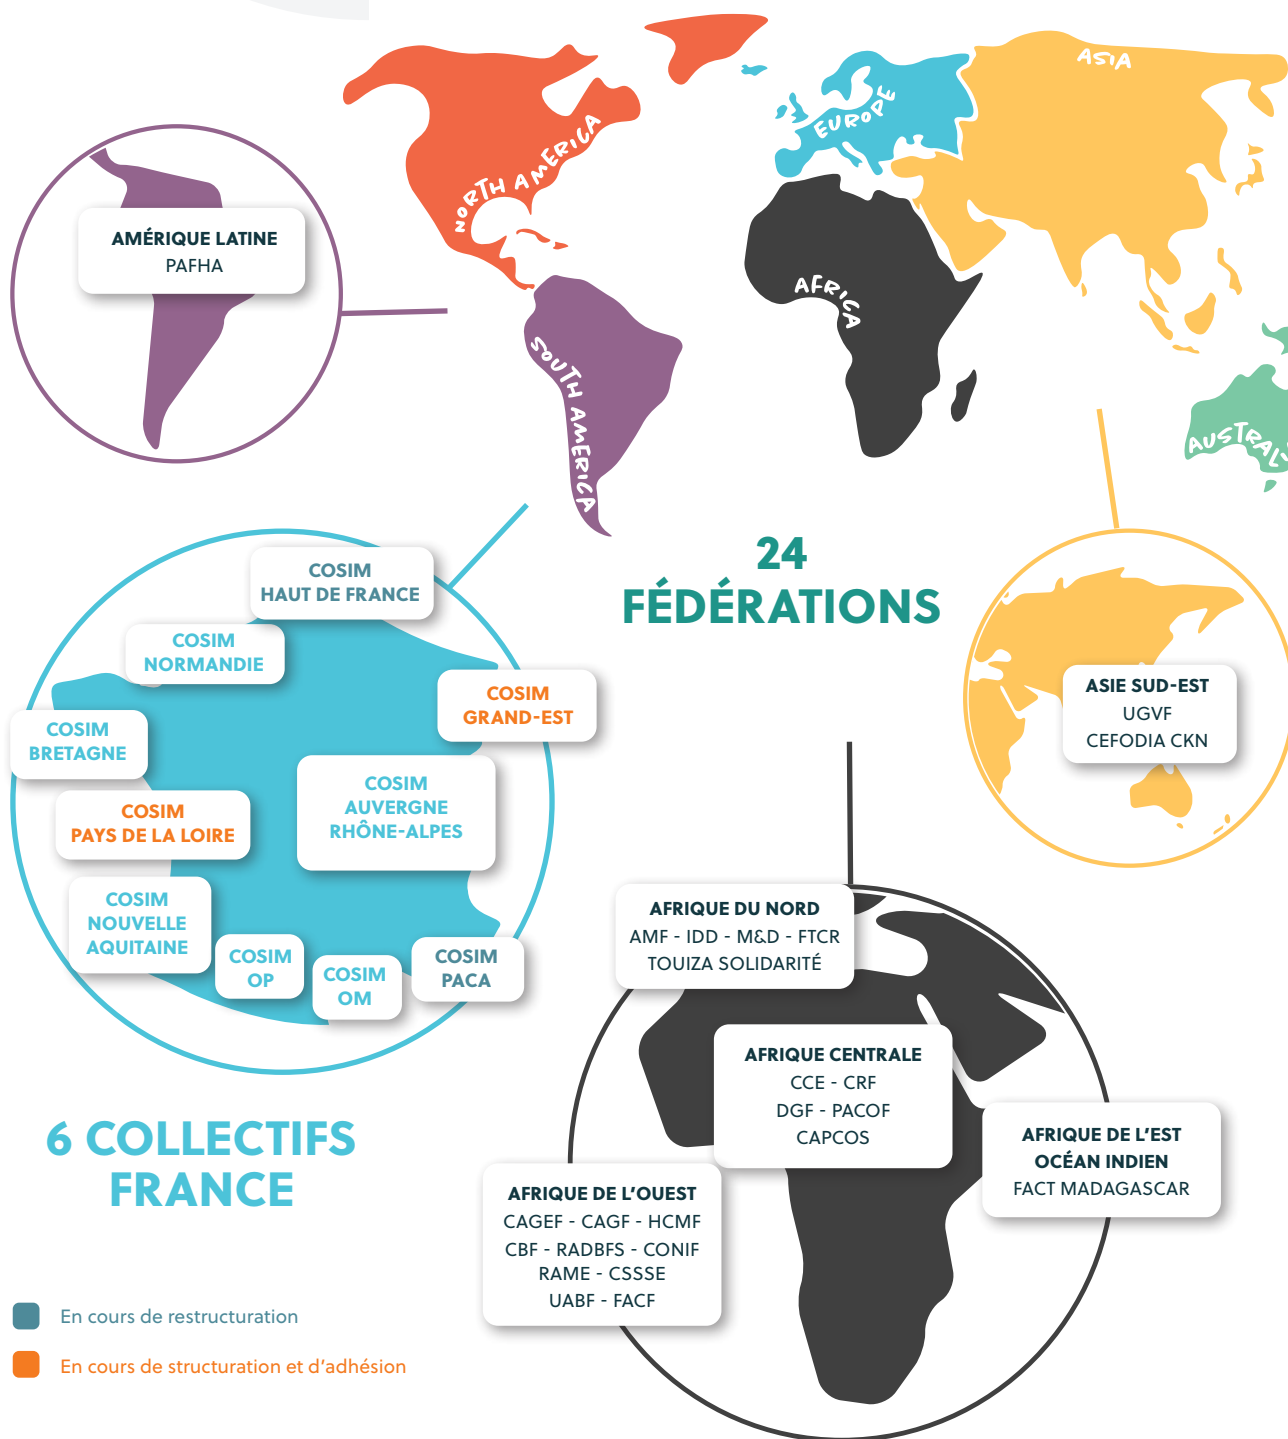 ASIA
EUROPE
NORTH AMERICA
AFRICA
SOUTH AMERICA
AMÉRIQUE LATINE
PAFHA
24
FÉDÉRATIONS
COSIM
HAUT DE FRANCE
COSIM
NORMANDIE
COSIM
GRAND-EST
COSIM
BRETAGNE
COSIM
AUVERGNE
RHÔNE-ALPES
COSIM
PAYS DE LA LOIRE
COSIM
NOUVELLE
AQUITAINE
COSIM
OP
COSIM
OM
COSIM
PACA
ASIE SUD-EST
UGVF
CEFODIA CKN
AFRIQUE DU NORD
AMF - IDD - M&D - FTCR
TOUIZA SOLIDARITÉ
AFRIQUE CENTRALE
CCE - CRF
DGF - PACOF
CAPCOS
AFRIQUE DE L'EST
OCÉAN INDIEN
FACT MADAGASCAR
AFRIQUE DE L'OUEST
CAGEF - CAGF - HCMF
CBF - RADBFS - CONIF
RAME - CSSSE
UABF - FACF
6 COLLECTIFS
FRANCE
En cours de restructuration
En cours de structuration et d'adhésion